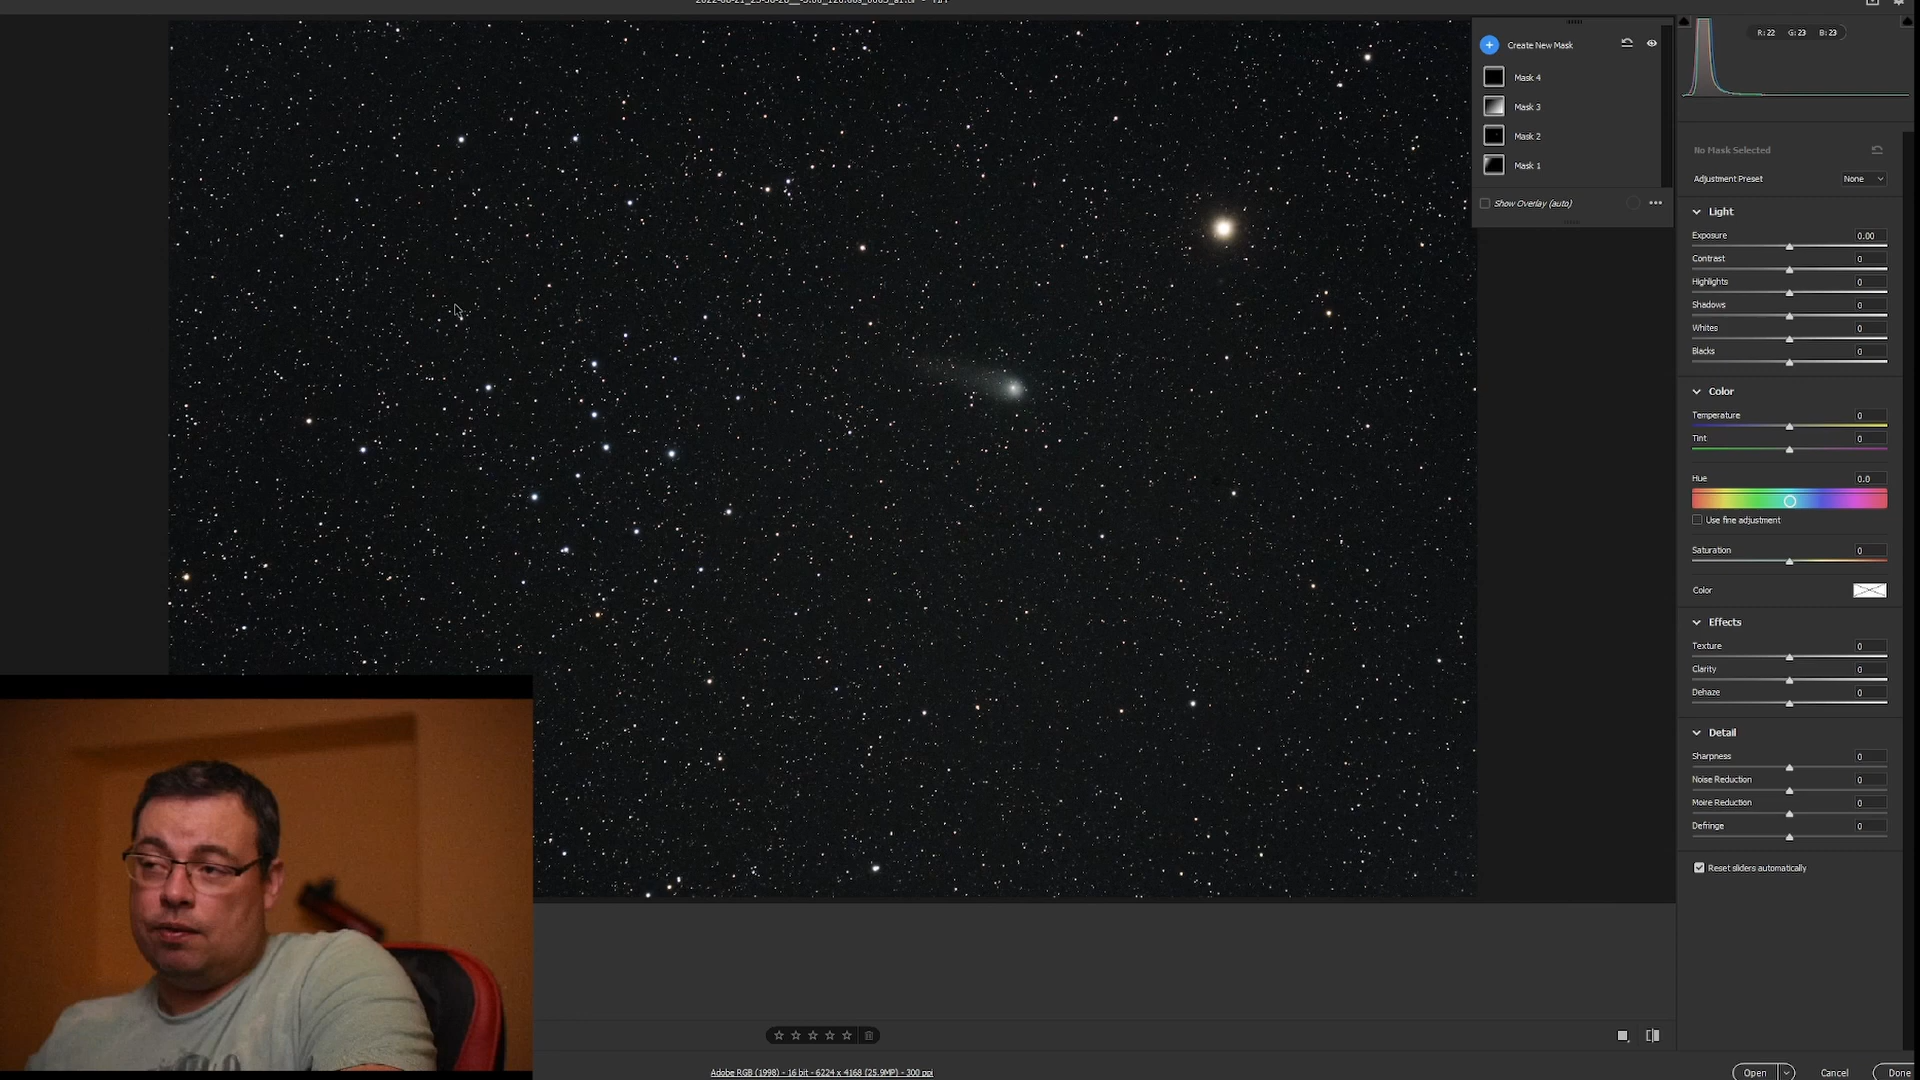 R: 22 G: 23 B: 23
Create New Mask
Mask 4
Mask 3
Mask 2
Mask 1
Show Overlay (auto)
No Mask Selected
Adjustment Preset None
Light
Exposure 0.00
Contrast 0
Highlights 0
Shadows 0
Whites 0
Blacks 0
Color
Temperature 0
Tint 0
Hue 0.0
Use fine adjustment
Saturation 0
Color
Effects
Texture 0
Clarity 0
Dehaze 0
Detail
Sharpness 0
Noise Reduction 0
Moire Reduction 0
Defringe 0
Reset sliders automatically
Adobe RGB (1998) - 16 bit - 6224 x 4168 (25.9MP) - 300 ppi
Open Cancel Done